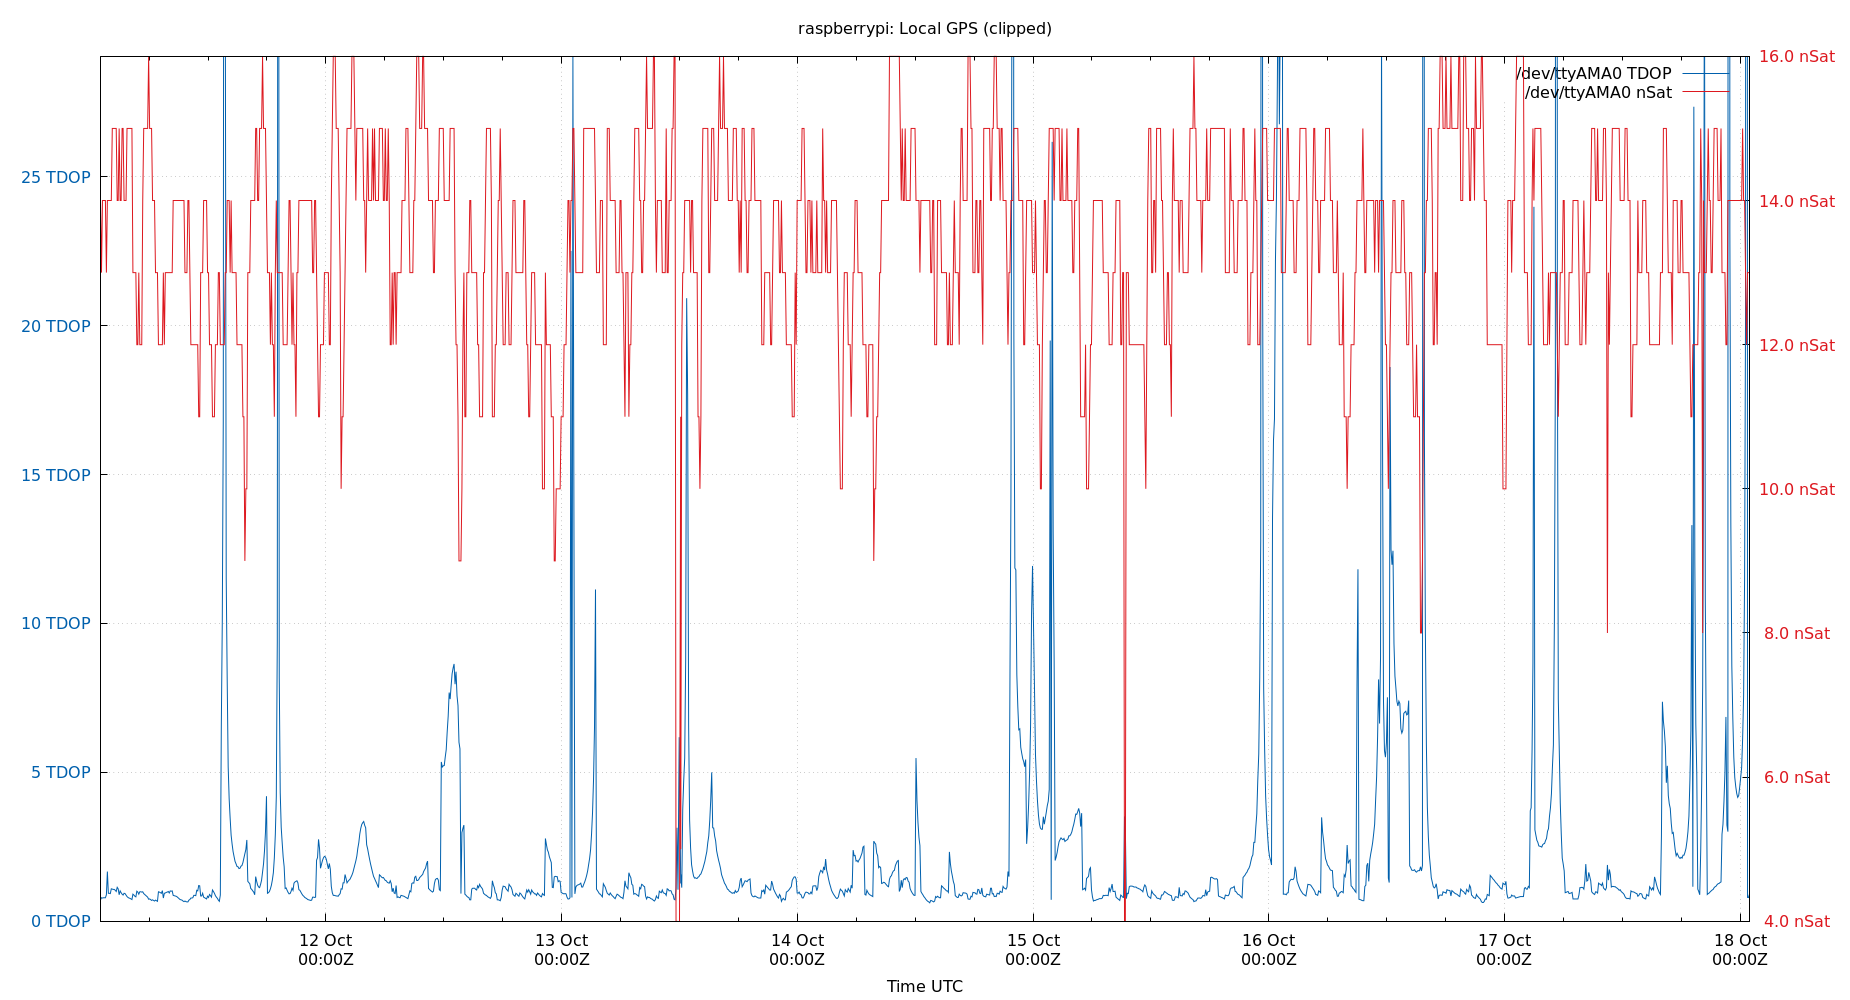 raspberrypi: Local GPS (clipped)
16.0 nSat
/dev/ttyAMA0 TDOP
/dev/ttyAMA0 nSat
25 TDOP
14.0 nSat
20 TDOP
12.0 nSat
15 TDOP
10.0 nSat
10 TDOP
8.0 nSat
5 TDOP
6.0 nSat
0 TDOP
4.0 nSat
12 Oct
00:00Z
13 Oct
00:00Z
14 Oct
00:00Z
15 Oct
00:00Z
16 Oct
00:00Z
17 Oct
00:00Z
18 Oct
00:00Z
Time UTC